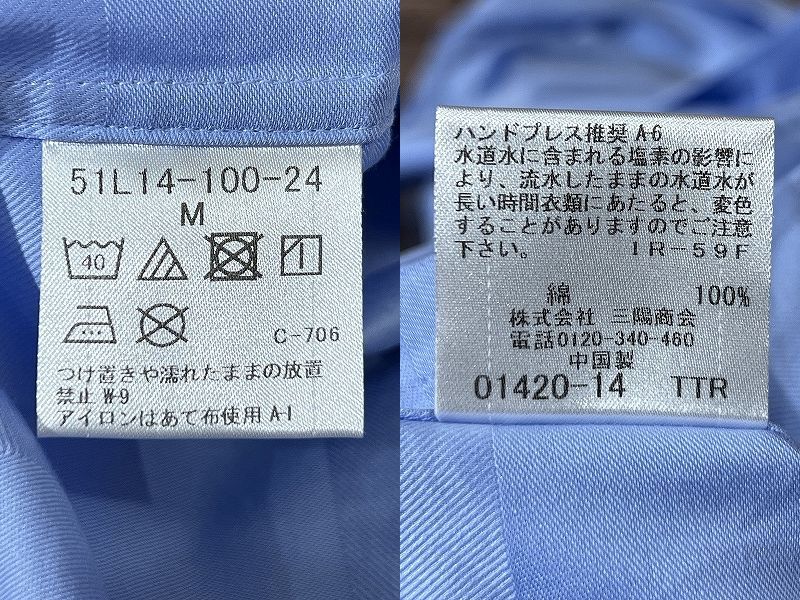 51L14-100-24
M
40
C-706
つけ置きや濡れたままの放置
禁止 W-9
アイロンはあて布使用 A-1
ハンドプレス推奨 A-6
水道水に含まれる塩素の影響に
より、流水したままの水道水が
長い時間衣類にあたると、変色
することがありますのでご注意
下さい。 IR-59F
綿 100%
株式会社 三陽商会
電話0120-340-460
中国製
01420-14 TTR